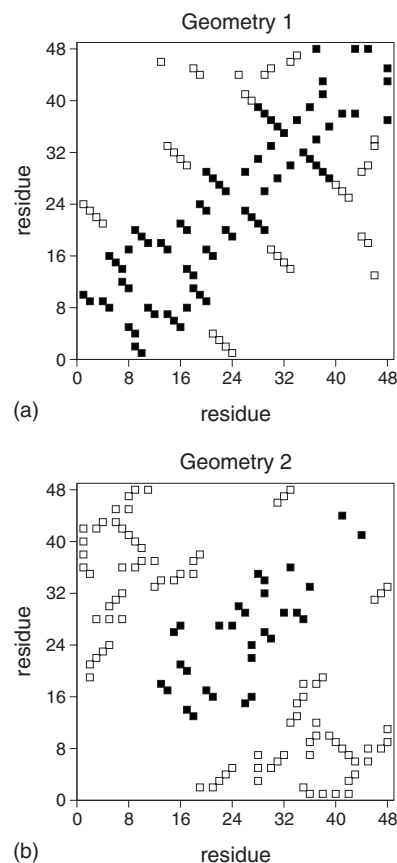 Geometry 1
48
40
32
24
16
8
0
residue
0 8 16 24 32 40 48
(a)
residue
Geometry 2
48
40
32
24
16
8
0
residue
0 8 16 24 32 40 48
(b)
residue